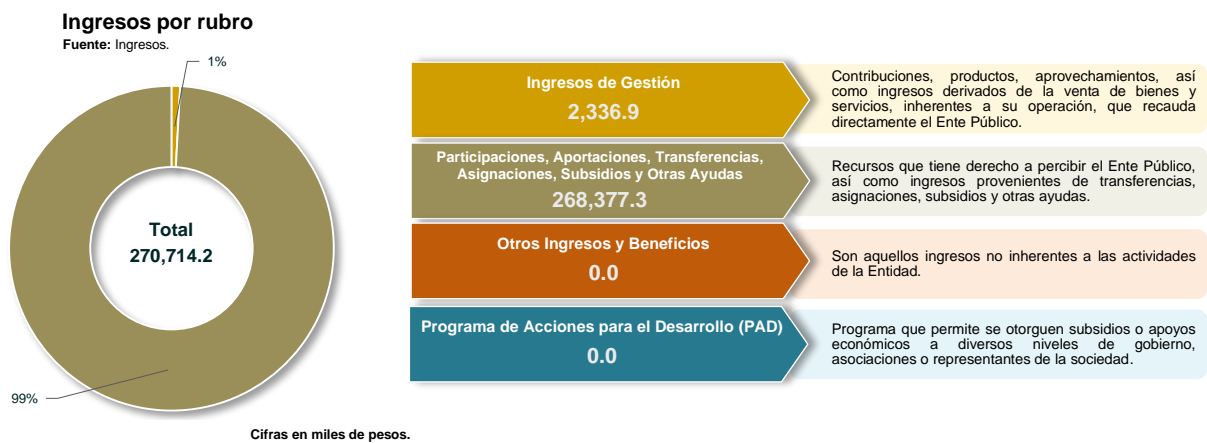 Ingresos por rubro
Fuente: Ingresos.
1%
Total
270,714.2
99%
Ingresos de Gestión
2,336.9
Contribuciones, productos, aprovechamientos, así
como ingresos derivados de la venta de bienes y
servicios, inherentes a su operación, que recauda
directamente el Ente Público.
Participaciones, Aportaciones, Transferencias,
Asignaciones, Subsidios y Otras Ayudas
268,377.3
Recursos que tiene derecho a percibir el Ente Público,
así como ingresos provenientes de transferencias,
asignaciones, subsidios y otras ayudas.
Otros Ingresos y Beneficios
0.0
Son aquellos ingresos no inherentes a las actividades
de la Entidad.
Programa de Acciones para el Desarrollo (PAD)
0.0
Programa que permite se otorguen subsidios o apoyos
económicos a diversos niveles de gobierno,
asociaciones o representantes de la sociedad.
Cifras en miles de pesos.